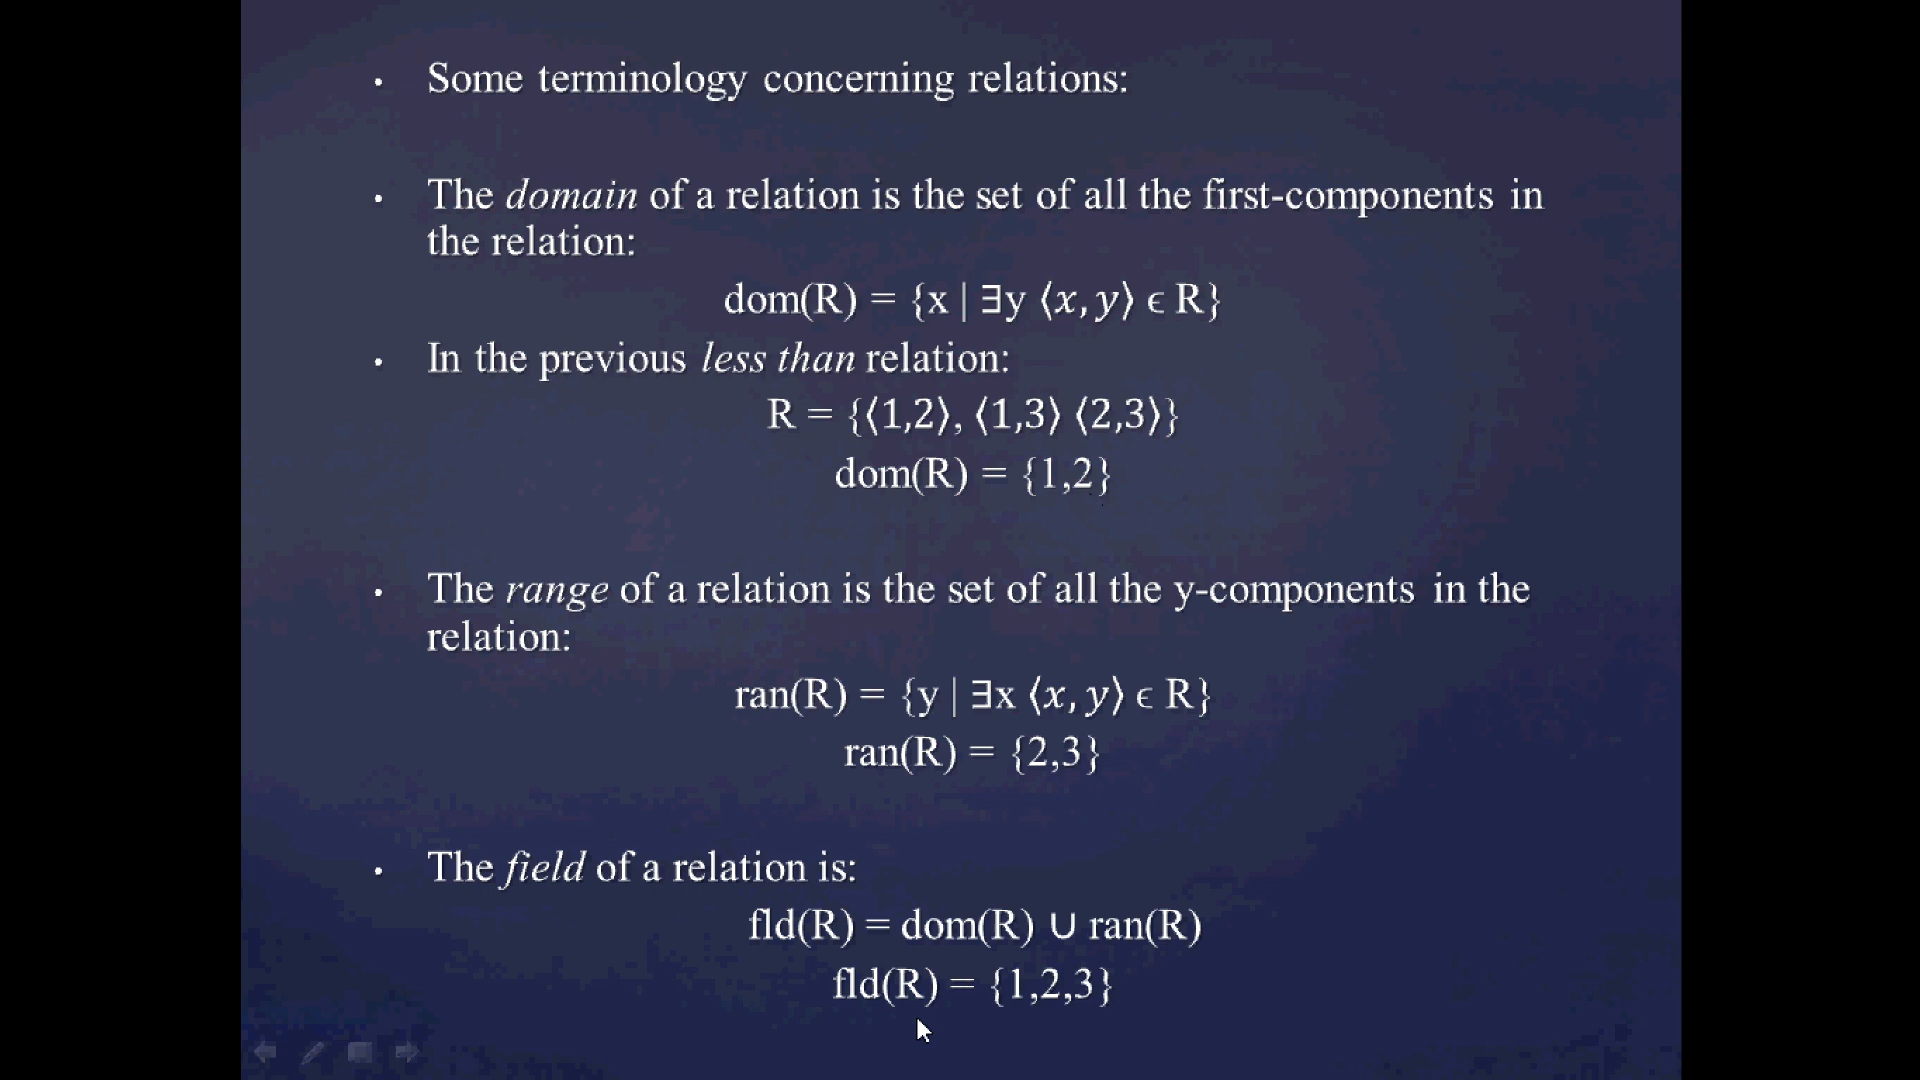 • Some terminology concerning relations:
• The domain of a relation is the set of all the first-components in
the relation:
dom(R) = {x | ∃y ⟨x, y⟩ ϵ R}
• In the previous less than relation:
R = {⟨1,2⟩, ⟨1,3⟩ ⟨2,3⟩}
dom(R) = {1,2}
• The range of a relation is the set of all the y-components in the
relation:
ran(R) = {y | ∃x ⟨x, y⟩ ϵ R}
ran(R) = {2,3}
• The field of a relation is:
fld(R) = dom(R) ∪ ran(R)
fld(R) = {1,2,3}